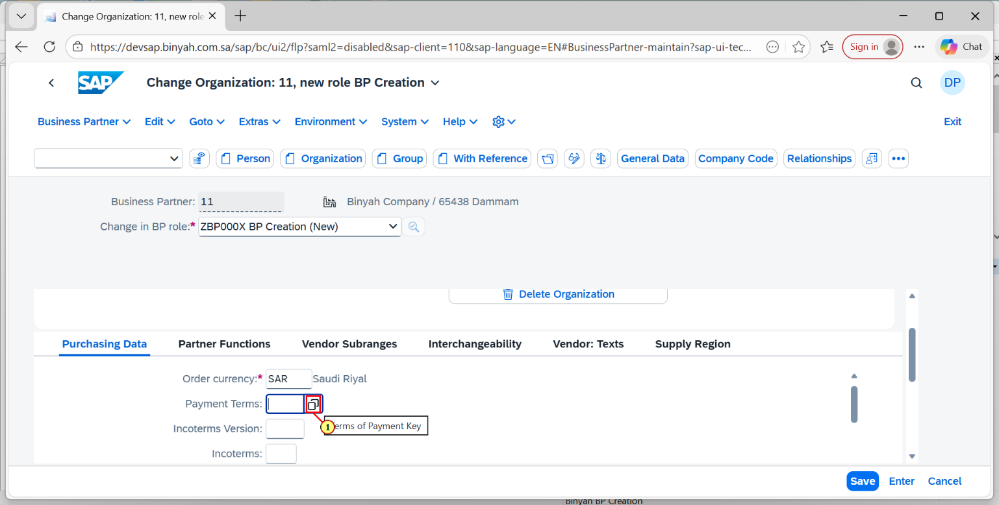 Change Organization: 11, new role
https://devsap.binyah.com.sa/sap/bc/ui2/flp?saml2=disabled&sap-client=110&sap-language=EN#BusinessPartner-maintain?sap-ui-tec...
Sign in
Chat
SAP
Change Organization: 11, new role BP Creation
DP
Business Partner
Edit
Goto
Extras
Environment
System
Help
Exit
Person
Organization
Group
With Reference
General Data
Company Code
Relationships
Business Partner: 11
Binyah Company / 65438 Dammam
Change in BP role:* ZBP000X BP Creation (New)
Delete Organization
Purchasing Data
Partner Functions
Vendor Subranges
Interchangeability
Vendor: Texts
Supply Region
Order currency:* SAR Saudi Riyal
Payment Terms:
1
erms of Payment Key
Incoterms Version:
Incoterms:
Save
Enter
Cancel
Binyah BP Creation